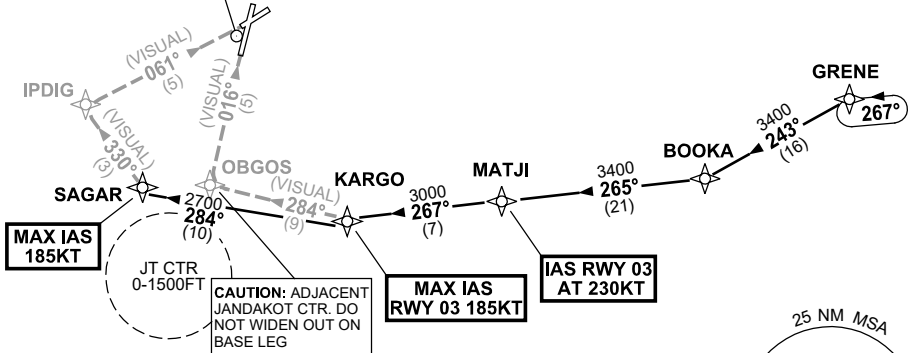 (VISUAL)
061°
(5)
IPDIG
(VISUAL)
016°
(5)
GRENE
267°
3400
243°
(16)
BOOKA
(VISUAL)
330°
(3)
OBGOS
(VISUAL)
284°
(9)
KARGO
3000
267°
(7)
MATJI
3400
265°
(21)
SAGAR
2700
284°
(10)
MAX IAS
185KT
JT CTR
0-1500FT
CAUTION: ADJACENT
JANDAKOT CTR. DO
NOT WIDEN OUT ON
BASE LEG
MAX IAS
RWY 03 185KT
IAS RWY 03
AT 230KT
25 NM MSA